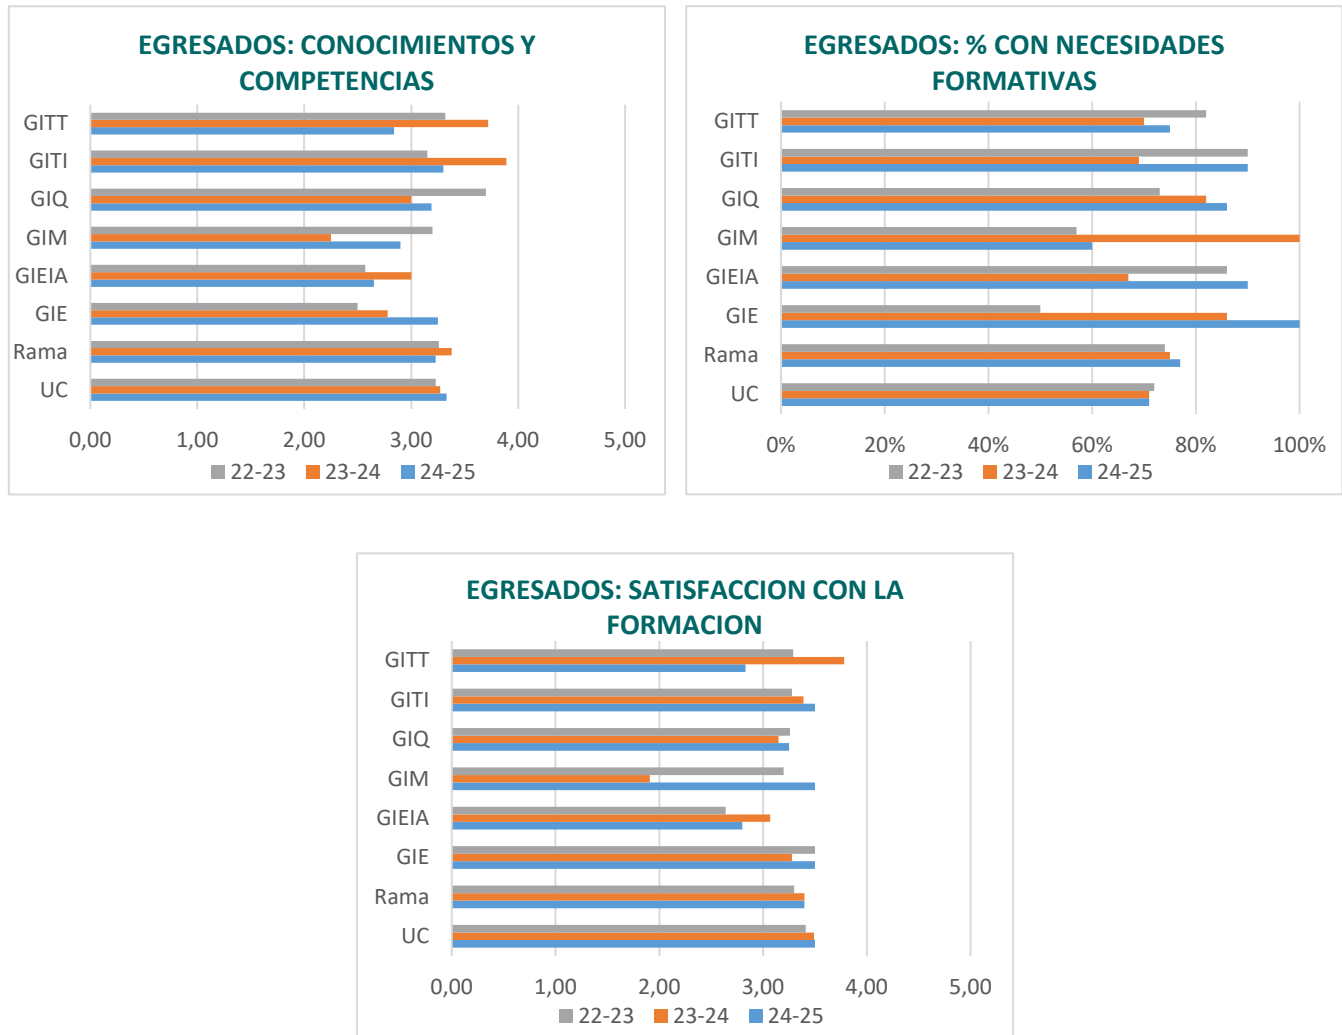 EGRESADOS: CONOCIMIENTOS Y
COMPETENCIAS
GITT
GITI
GIQ
GIM
GIEIA
GIE
Rama
UC
0,00 1,00 2,00 3,00 4,00 5,00
22-23 23-24 24-25
EGRESADOS: % CON NECESIDADES
FORMATIVAS
GITT
GITI
GIQ
GIM
GIEIA
GIE
Rama
UC
0% 20% 40% 60% 80% 100%
22-23 23-24 24-25
EGRESADOS: SATISFACCION CON LA
FORMACION
GITT
GITI
GIQ
GIM
GIEIA
GIE
Rama
UC
0,00 1,00 2,00 3,00 4,00 5,00
22-23 23-24 24-25